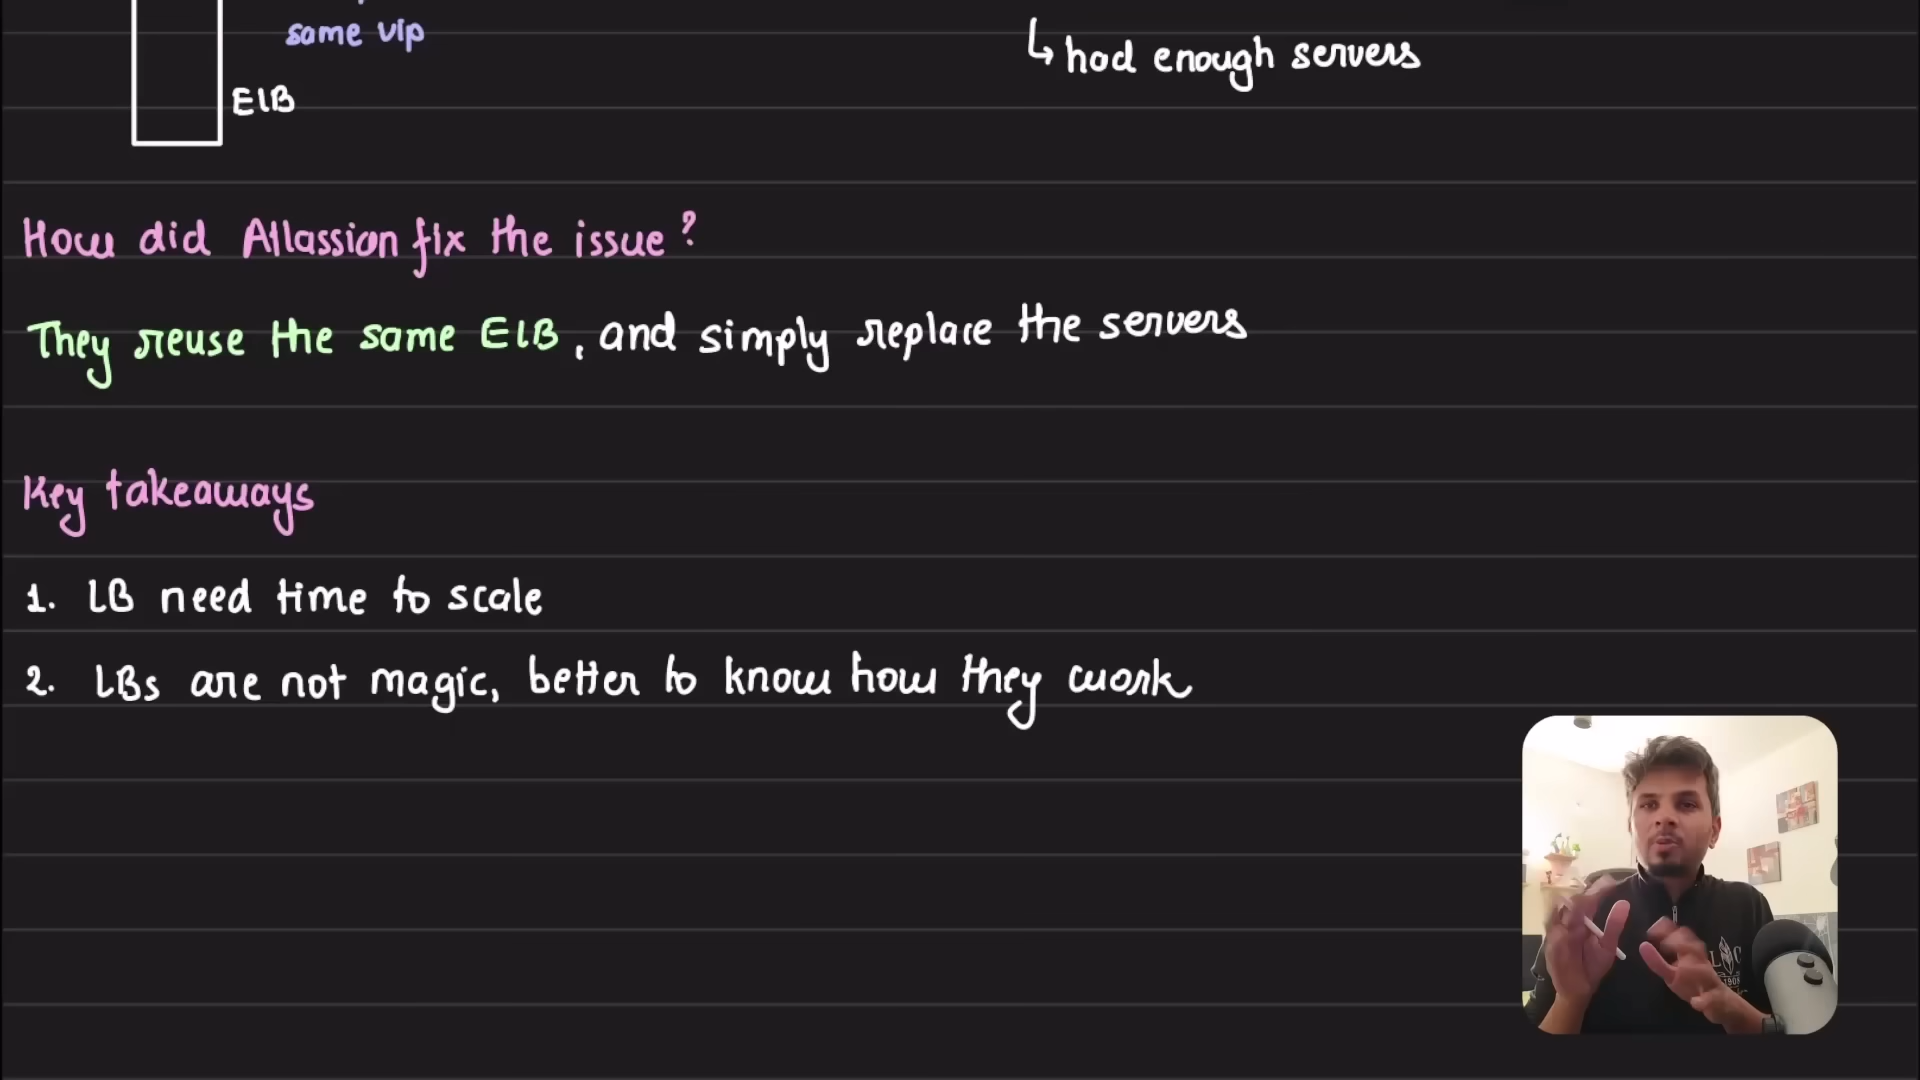 same vip
↳ had enough servers
ELB
How did Atlassian fix the issue?
They reuse the same ELB, and simply replace the servers
Key takeaways
1. LB need time to scale
2. LBs are not magic, better to know how they work